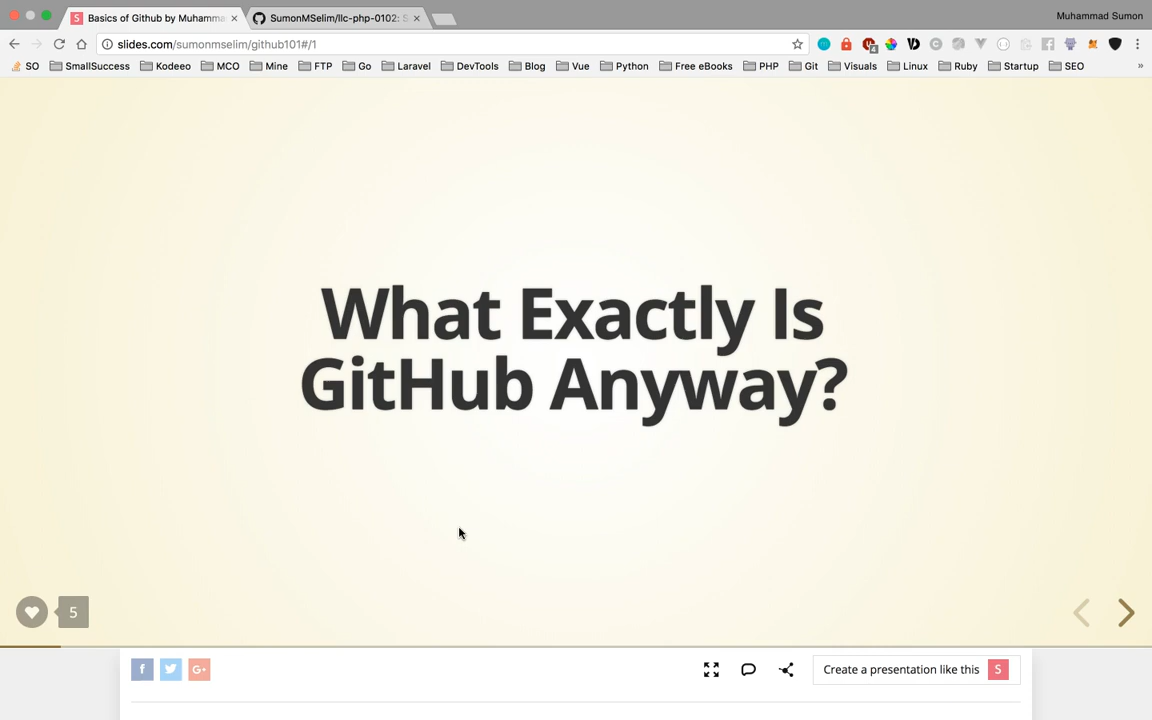 Basics of Github by Muhamma
SumonMSelim/llc-php-0102: S
Muhammad Sumon
slides.com/sumonmselim/github101#/1
SO SmallSuccess Kodeeo MCO Mine FTP Go Laravel DevTools Blog Vue Python Free eBooks PHP Git Visuals Linux Ruby Startup SEO »
What Exactly Is
GitHub Anyway?
5
Create a presentation like this S